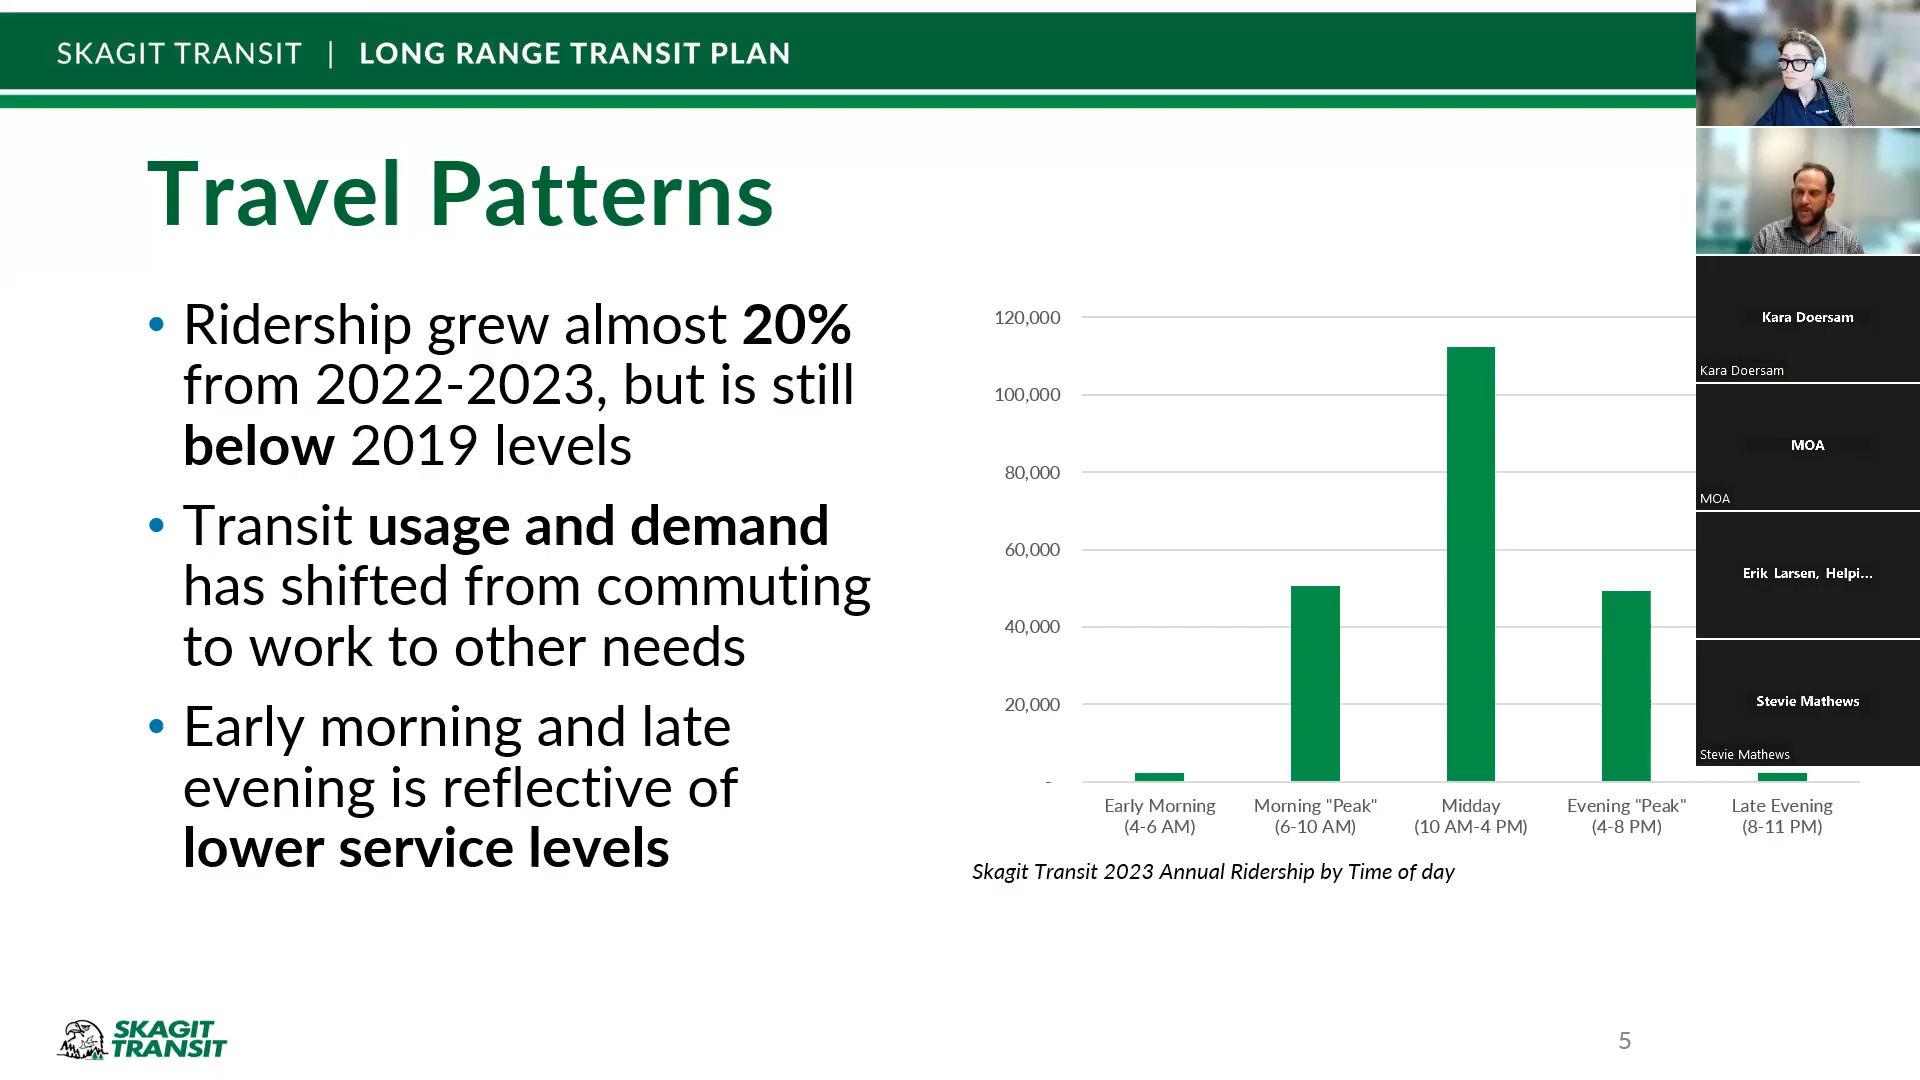 SKAGIT TRANSIT | LONG RANGE TRANSIT PLAN
Travel Patterns
• Ridership grew almost 20%
from 2022-2023, but is still
below 2019 levels
• Transit usage and demand
has shifted from commuting
to work to other needs
• Early morning and late
evening is reflective of
lower service levels
120,000
100,000
80,000
60,000
40,000
20,000
-
Early Morning
(4-6 AM)
Morning "Peak"
(6-10 AM)
Midday
(10 AM-4 PM)
Evening "Peak"
(4-8 PM)
Late Evening
(8-11 PM)
Skagit Transit 2023 Annual Ridership by Time of day
Kara Doersam
Kara Doersam
MOA
MOA
Erik Larsen, Helpi...
Stevie Mathews
Stevie Mathews
SKAGIT
TRANSIT
5